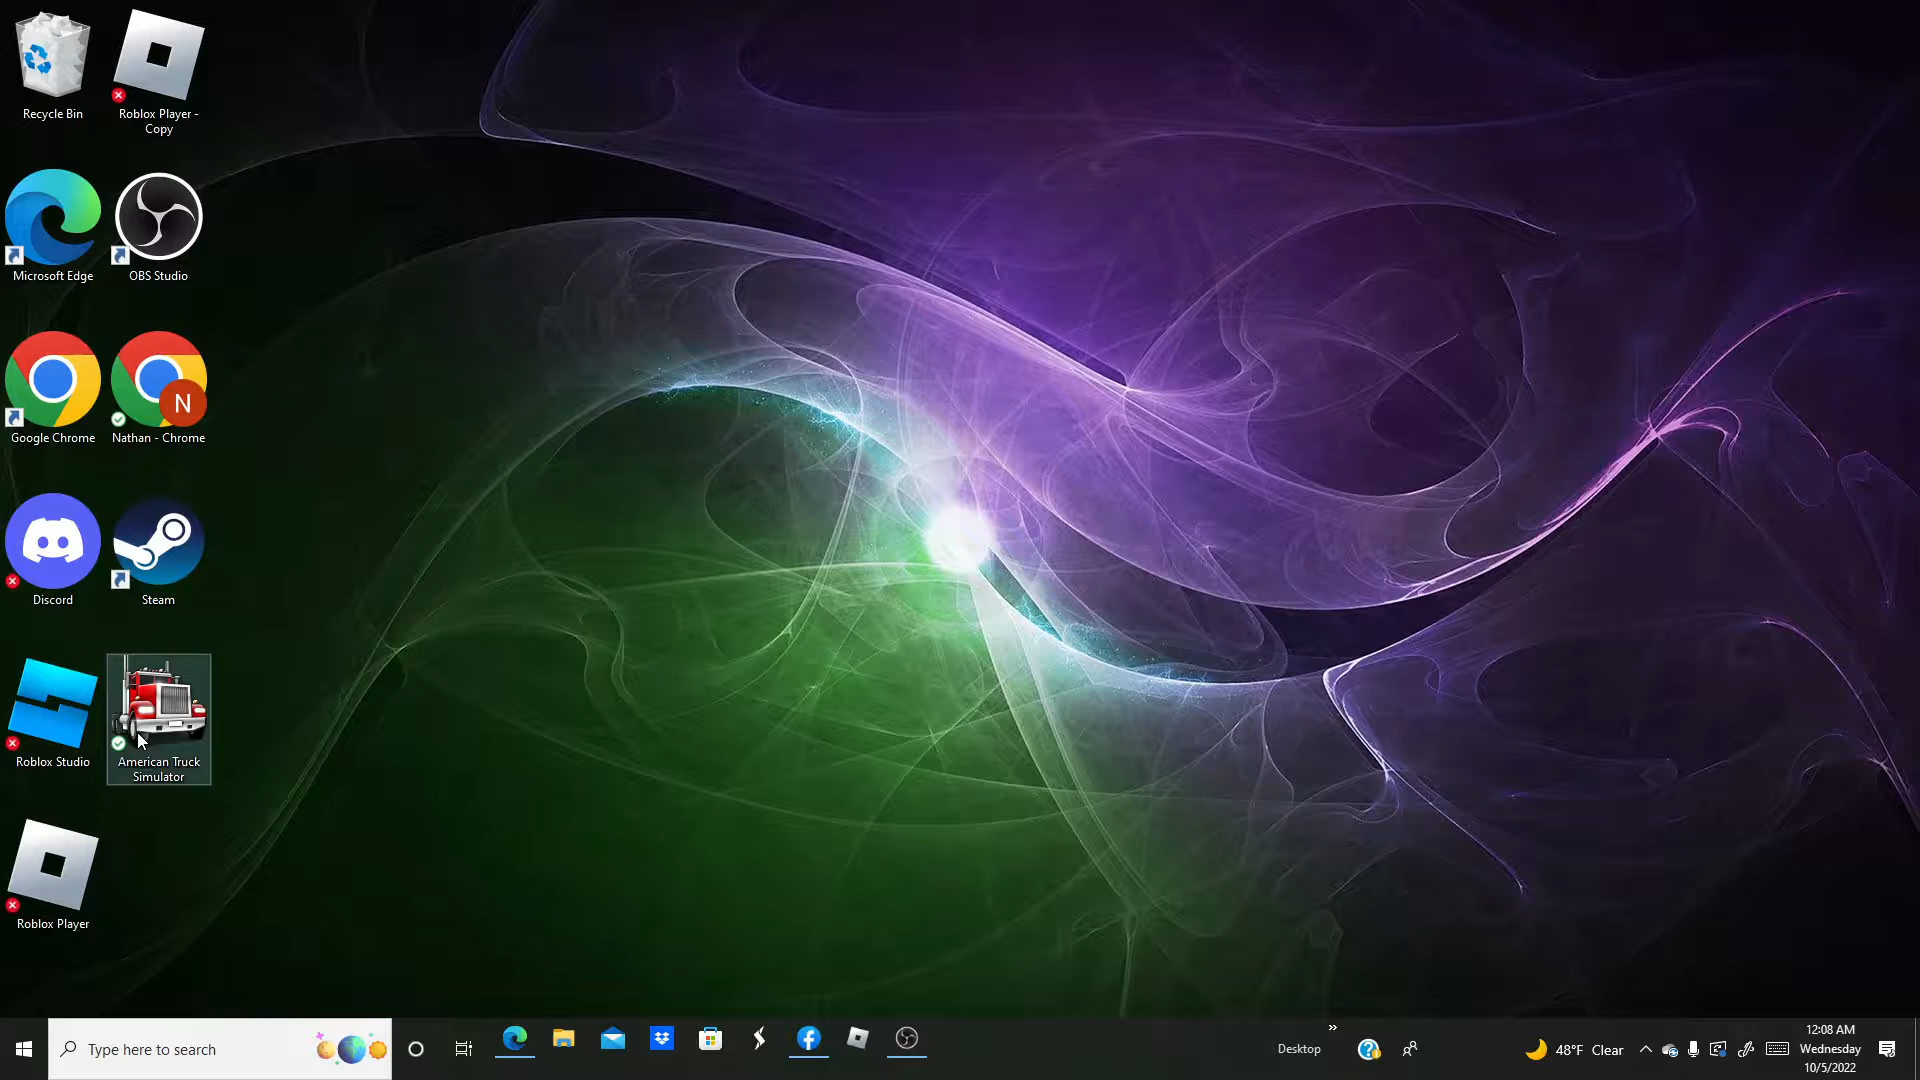 Recycle Bin
Roblox Player -
Copy
Microsoft Edge
OBS Studio
Google Chrome
N
Nathan - Chrome
Discord
Steam
Roblox Studio
American Truck
Simulator
Roblox Player
Type here to search
Desktop
»
48°F Clear
12:08 AM
Wednesday
10/5/2022